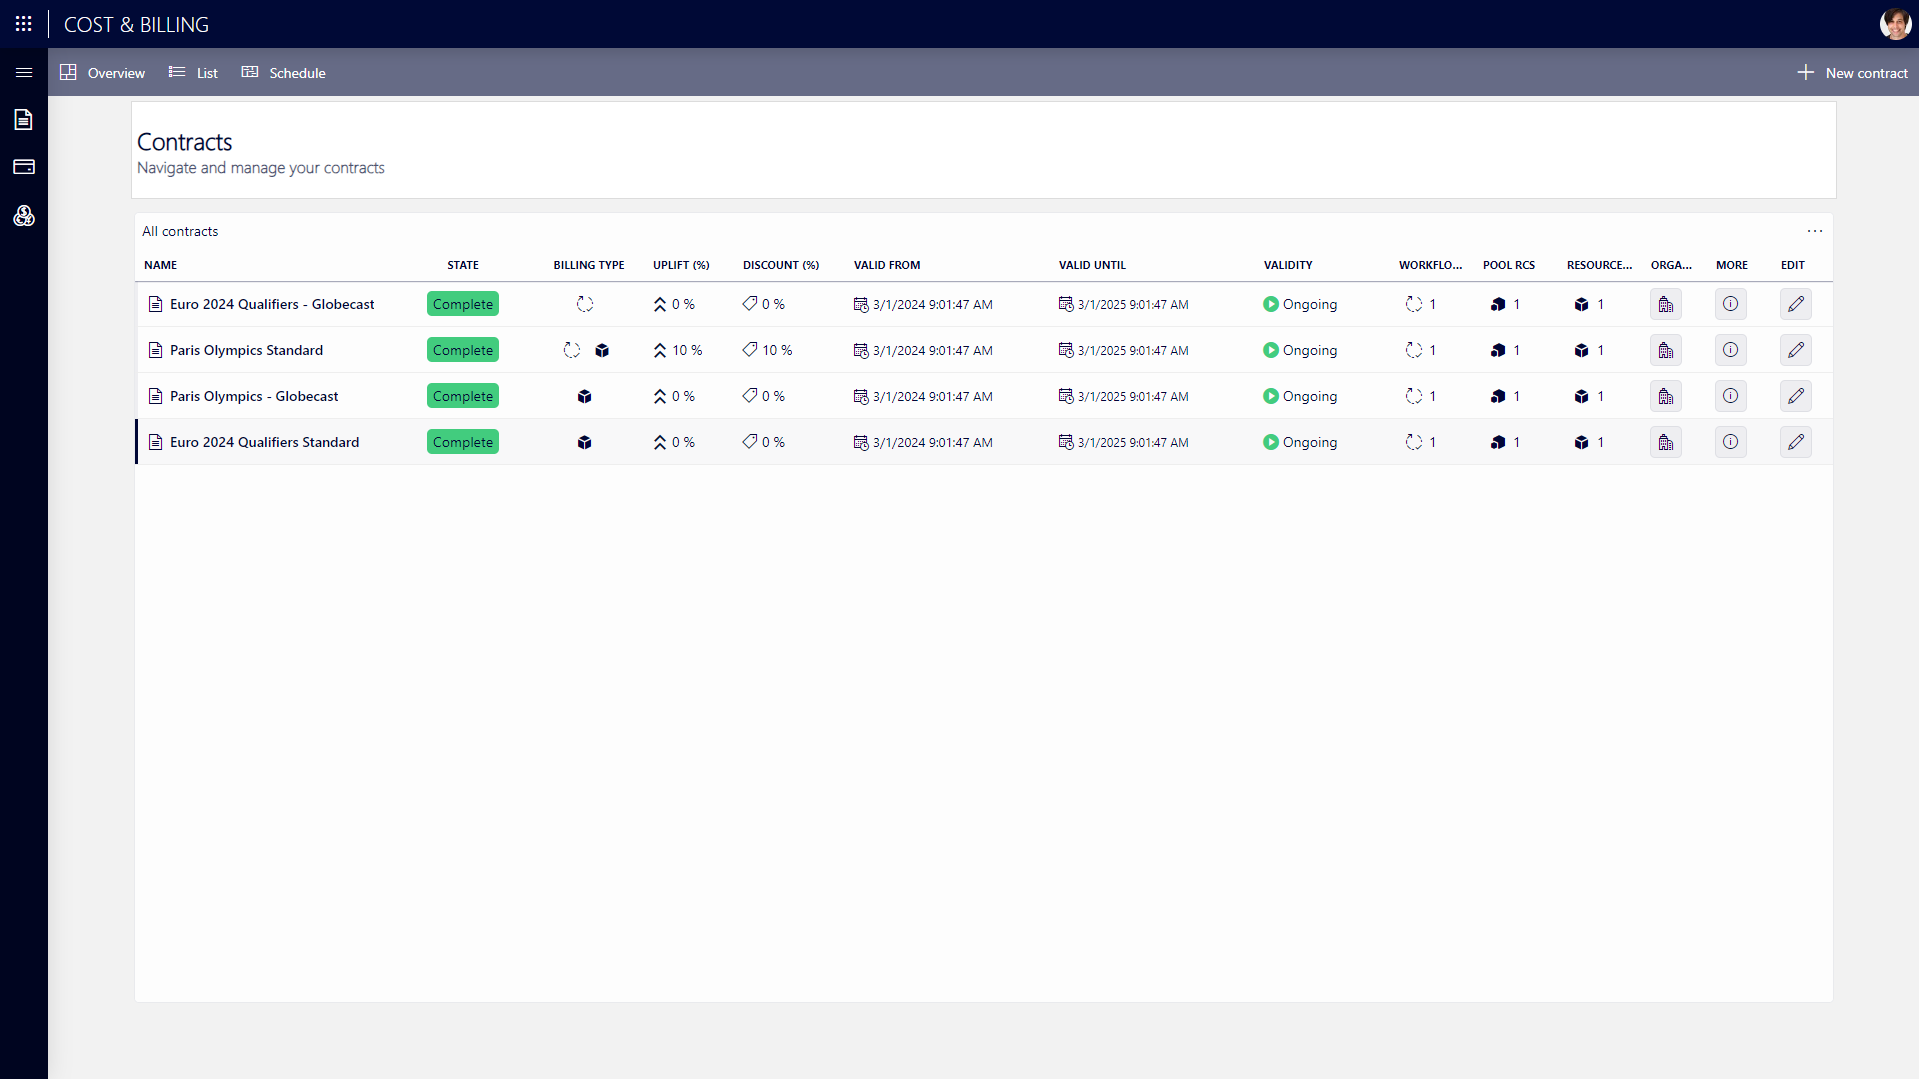 COST & BILLING
Overview List Schedule New contract
Contracts
Navigate and manage your contracts
All contracts ...
NAME STATE BILLING TYPE UPLIFT (%) DISCOUNT (%) VALID FROM VALID UNTIL VALIDITY WORKFLO... POOL RCS RESOURCE... ORGA... MORE EDIT
Euro 2024 Qualifiers - Globecast Complete 0 % 0 % 3/1/2024 9:01:47 AM 3/1/2025 9:01:47 AM Ongoing 1 1 1
Paris Olympics Standard Complete 10 % 10 % 3/1/2024 9:01:47 AM 3/1/2025 9:01:47 AM Ongoing 1 1 1
Paris Olympics - Globecast Complete 0 % 0 % 3/1/2024 9:01:47 AM 3/1/2025 9:01:47 AM Ongoing 1 1 1
Euro 2024 Qualifiers Standard Complete 0 % 0 % 3/1/2024 9:01:47 AM 3/1/2025 9:01:47 AM Ongoing 1 1 1